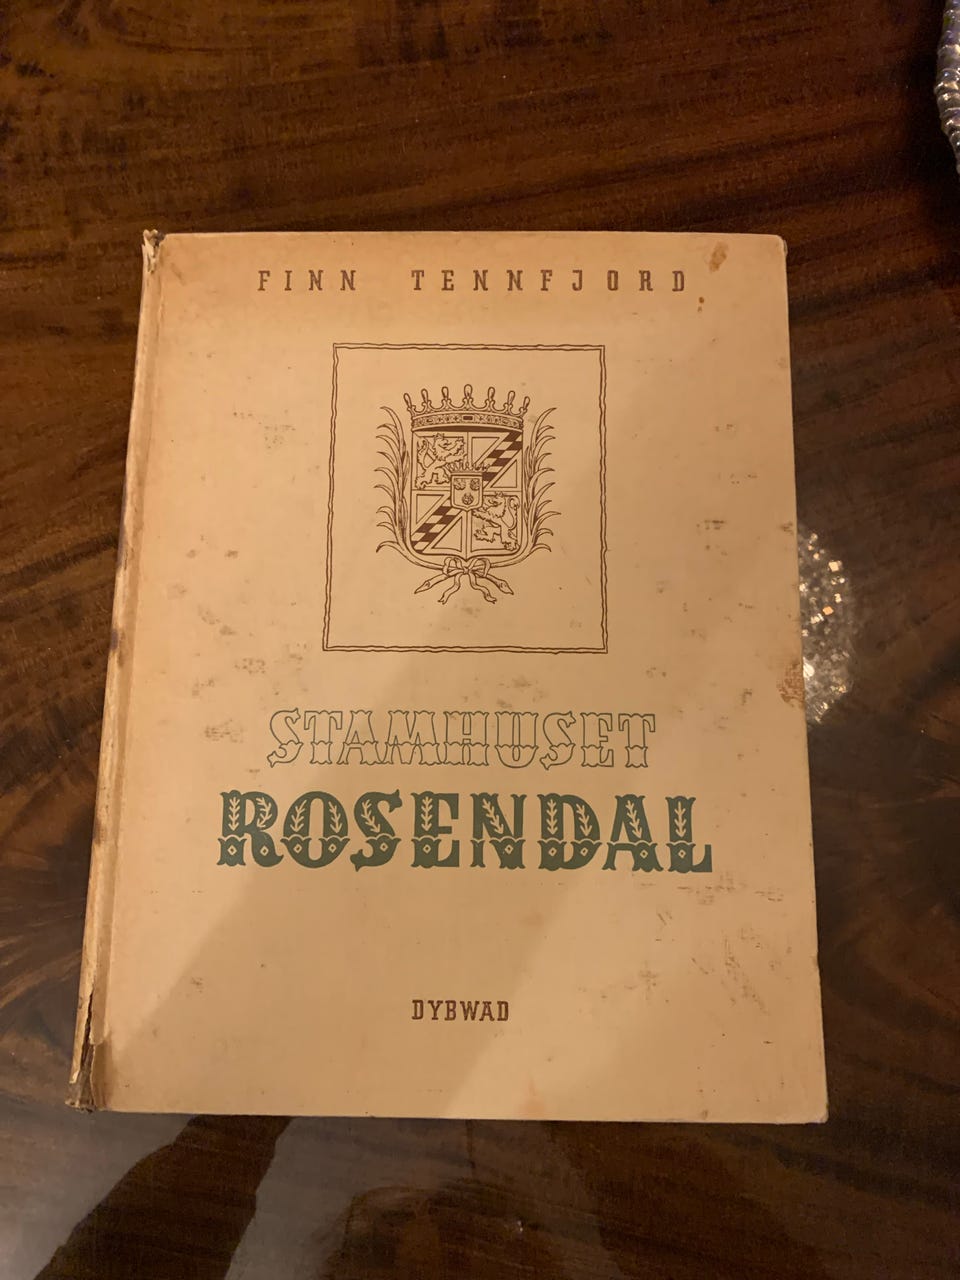 FINN TENNFJORD
STAMHUSET
ROSENDAL
DYBWAD